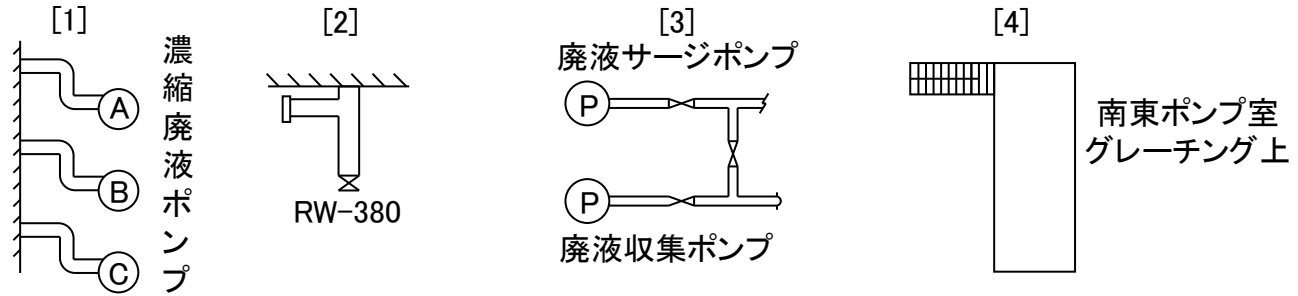 [1]
濃縮廃液ポンプ
A
B
C
[2]
RW-380
[3]
廃液サージポンプ
P
P
廃液収集ポンプ
[4]
南東ポンプ室
グレーチング上